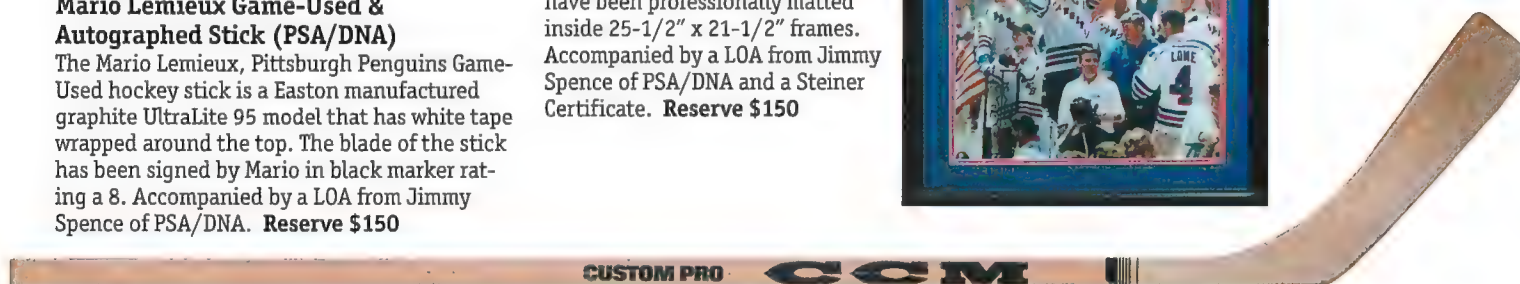 Mario Lemieux Game-Used &
Autographed Stick (PSA/DNA)
The Mario Lemieux, Pittsburgh Penguins Game-
Used hockey stick is a Easton manufactured
graphite UltraLite 95 model that has white tape
wrapped around the top. The blade of the stick
has been signed by Mario in black marker rat-
ing a 8. Accompanied by a LOA from Jimmy
Spence of PSA/DNA. Reserve $150
have been professionally matted
inside 25-1/2" x 21-1/2" frames.
Accompanied by a LOA from Jimmy
Spence of PSA/DNA and a Steiner
Certificate. Reserve $150
LOWE
4
CUSTOM PRO CCM